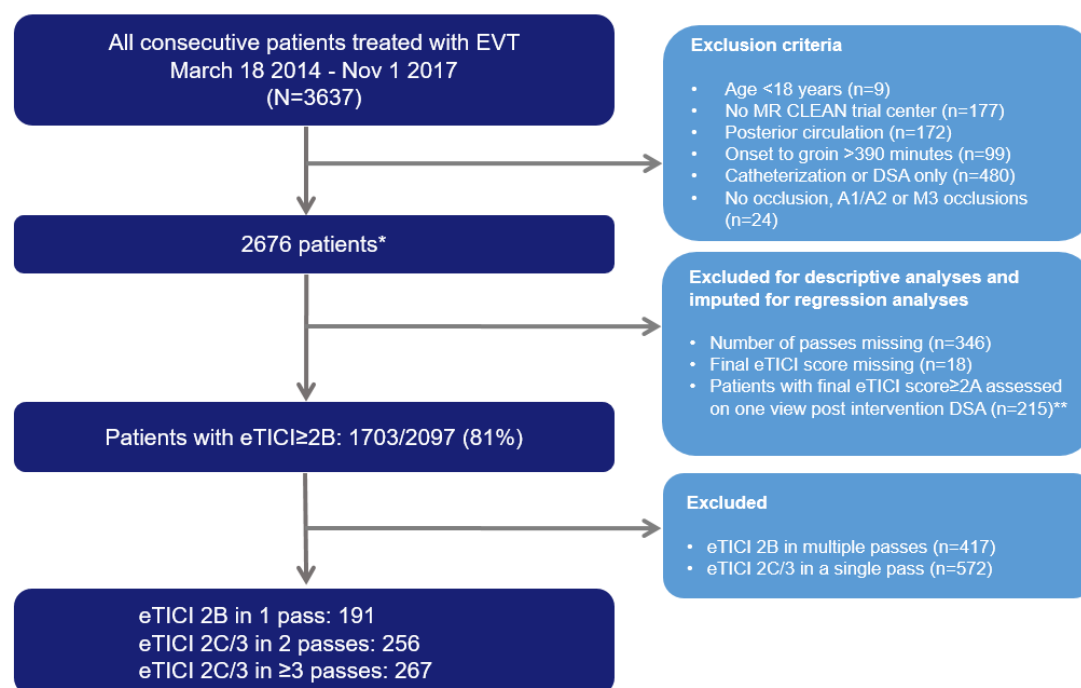 All consecutive patients treated with EVT
March 18 2014 - Nov 1 2017
(N=3637)
Exclusion criteria
• Age <18 years (n=9)
• No MR CLEAN trial center (n=177)
• Posterior circulation (n=172)
• Onset to groin >390 minutes (n=99)
• Catheterization or DSA only (n=480)
• No occlusion, A1/A2 or M3 occlusions
(n=24)
2676 patients*
Excluded for descriptive analyses and
imputed for regression analyses
• Number of passes missing (n=346)
• Final eTICI score missing (n=18)
• Patients with final eTICI score≥2A assessed
on one view post intervention DSA (n=215)**
Patients with eTICI≥2B: 1703/2097 (81%)
Excluded
• eTICI 2B in multiple passes (n=417)
• eTICI 2C/3 in a single pass (n=572)
eTICI 2B in 1 pass: 191
eTICI 2C/3 in 2 passes: 256
eTICI 2C/3 in ≥3 passes: 267